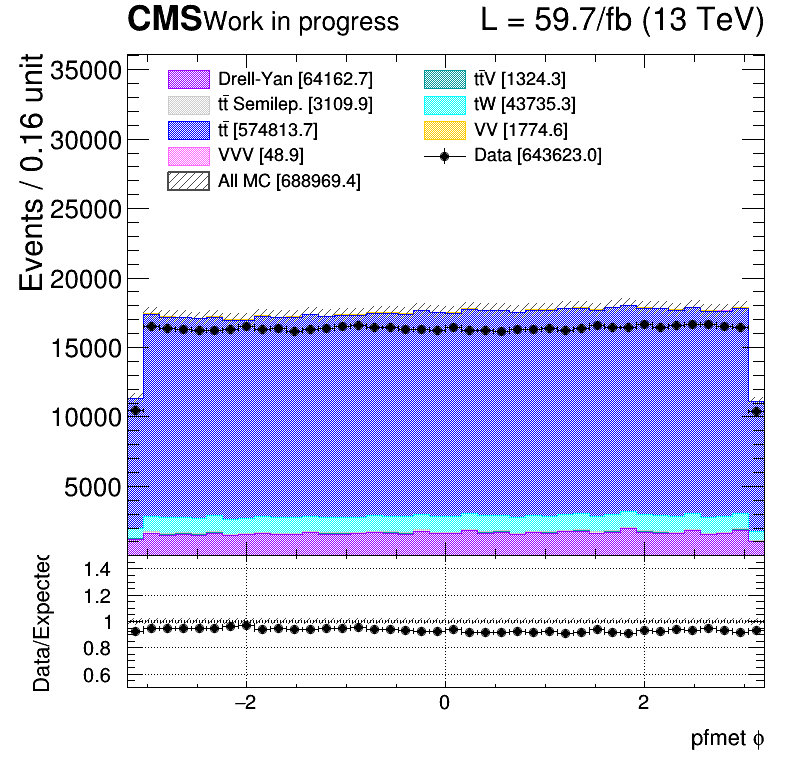 CMS Work in progress L = 59.7/fb (13 TeV)
Events / 0.16 unit
35000
30000
25000
20000
15000
10000
5000
Drell-Yan [64162.7]
tt̄ Semilep. [3109.9]
tt̄ [574813.7]
VVV [48.9]
All MC [688969.4]
tt̄V [1324.3]
tW [43735.3]
VV [1774.6]
Data [643623.0]
Data/Expected
1.4
1.2
1
0.8
0.6
−2 0 2
pfmet ϕ